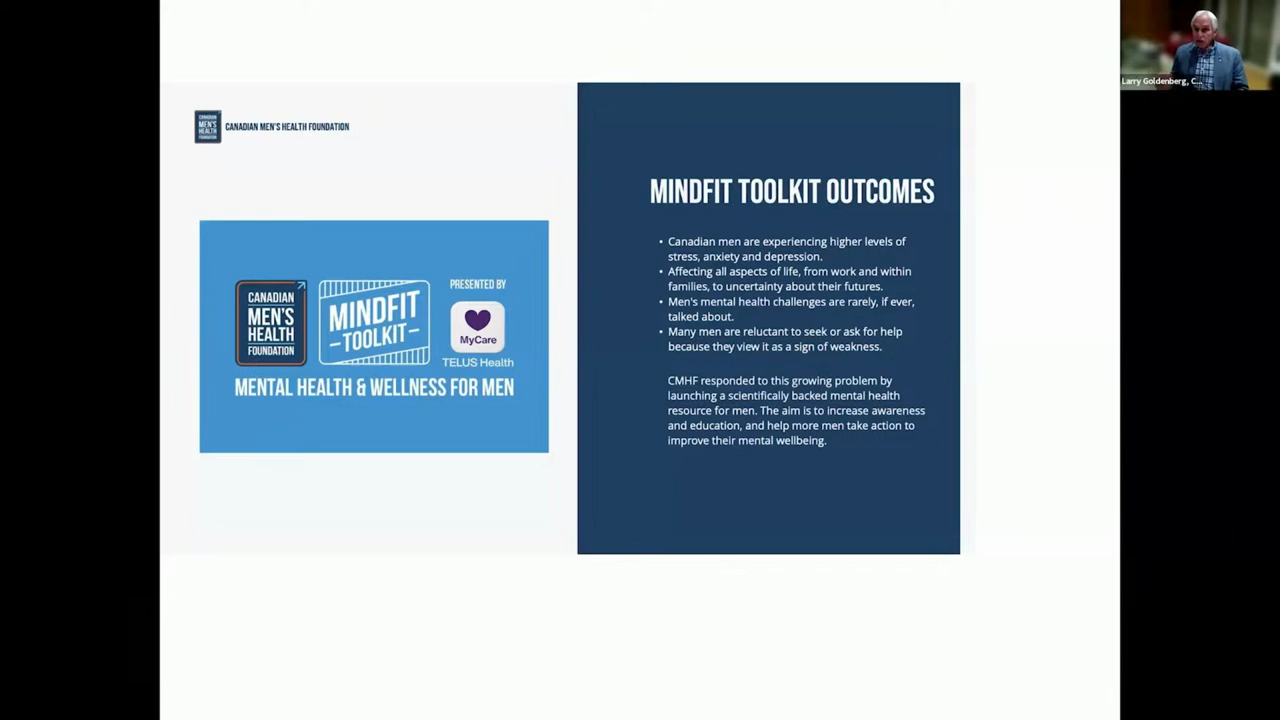 Larry Goldenberg, C...
CANADIAN
MEN'S
HEALTH
FOUNDATION
CANADIAN MEN'S HEALTH FOUNDATION
CANADIAN
MEN'S
HEALTH
FOUNDATION
MINDFIT
TOOLKIT
PRESENTED BY
MyCare
TELUS Health
MENTAL HEALTH & WELLNESS FOR MEN
MINDFIT TOOLKIT OUTCOMES
• Canadian men are experiencing higher levels of
stress, anxiety and depression.
• Affecting all aspects of life, from work and within
families, to uncertainty about their futures.
• Men's mental health challenges are rarely, if ever,
talked about.
• Many men are reluctant to seek or ask for help
because they view it as a sign of weakness.
CMHF responded to this growing problem by
launching a scientifically backed mental health
resource for men. The aim is to increase awareness
and education, and help more men take action to
improve their mental wellbeing.